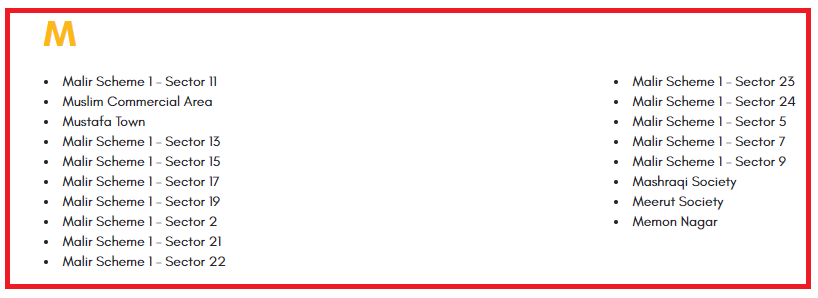 M
Malir Scheme 1 – Sector 11
Muslim Commercial Area
Mustafa Town
Malir Scheme 1 – Sector 13
Malir Scheme 1 – Sector 15
Malir Scheme 1 – Sector 17
Malir Scheme 1 – Sector 19
Malir Scheme 1 – Sector 2
Malir Scheme 1 – Sector 21
Malir Scheme 1 – Sector 22
Malir Scheme 1 – Sector 23
Malir Scheme 1 – Sector 24
Malir Scheme 1 – Sector 5
Malir Scheme 1 – Sector 7
Malir Scheme 1 – Sector 9
Mashraqi Society
Meerut Society
Memon Nagar